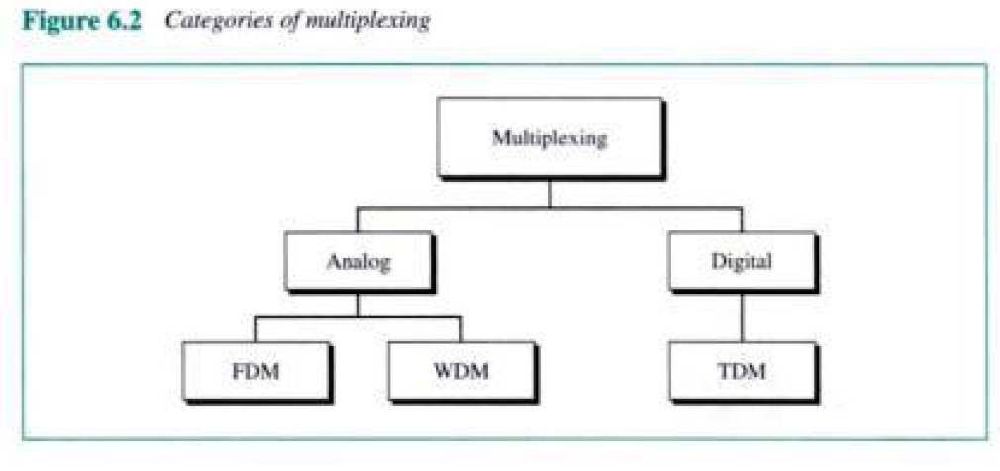 Figure 6.2 Categories of multiplexing
Multiplexing
Analog
Digital
FDM
WDM
TDM